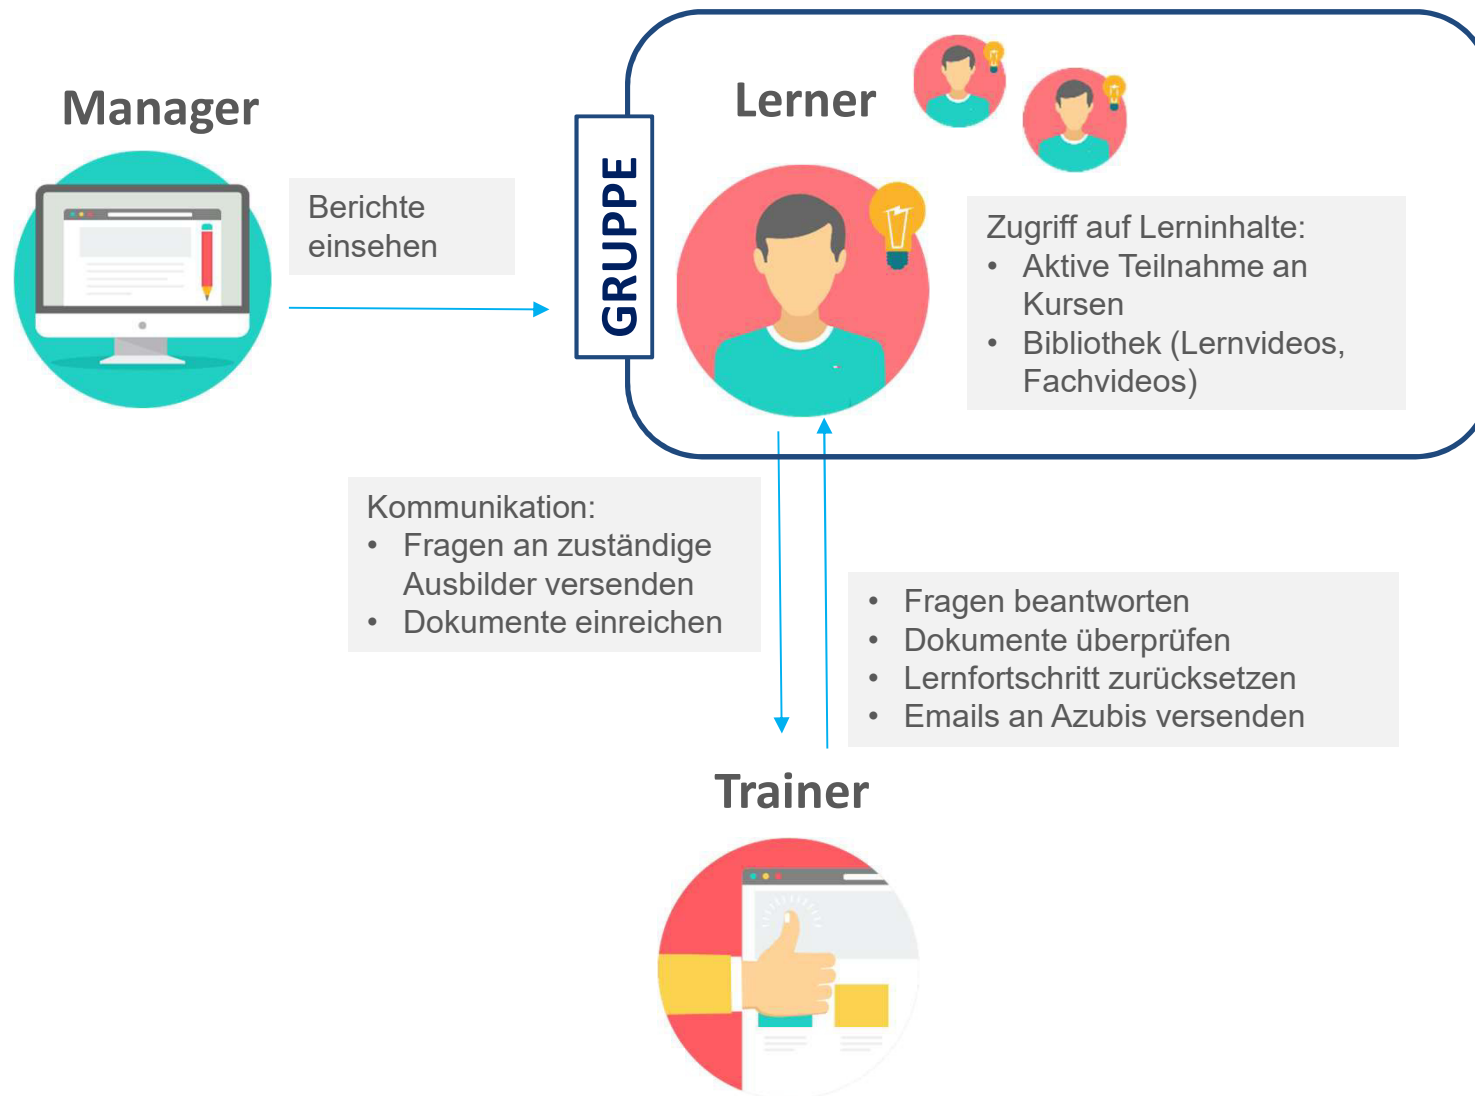 Manager
Berichte
einsehen
GRUPPE
Lerner
Zugriff auf Lerninhalte:
• Aktive Teilnahme an
Kursen
• Bibliothek (Lernvideos,
Fachvideos)
Kommunikation:
• Fragen an zuständige
Ausbilder versenden
• Dokumente einreichen
• Fragen beantworten
• Dokumente überprüfen
• Lernfortschritt zurücksetzen
• Emails an Azubis versenden
Trainer